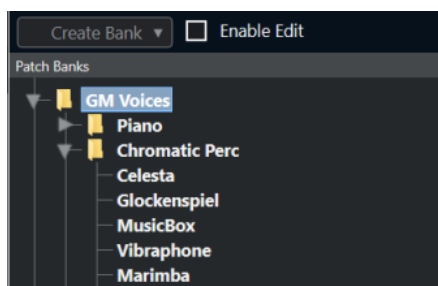 Create Bank Enable Edit
Patch Banks
GM Voices
Piano
Chromatic Perc
Celesta
Glockenspiel
MusicBox
Vibraphone
Marimba